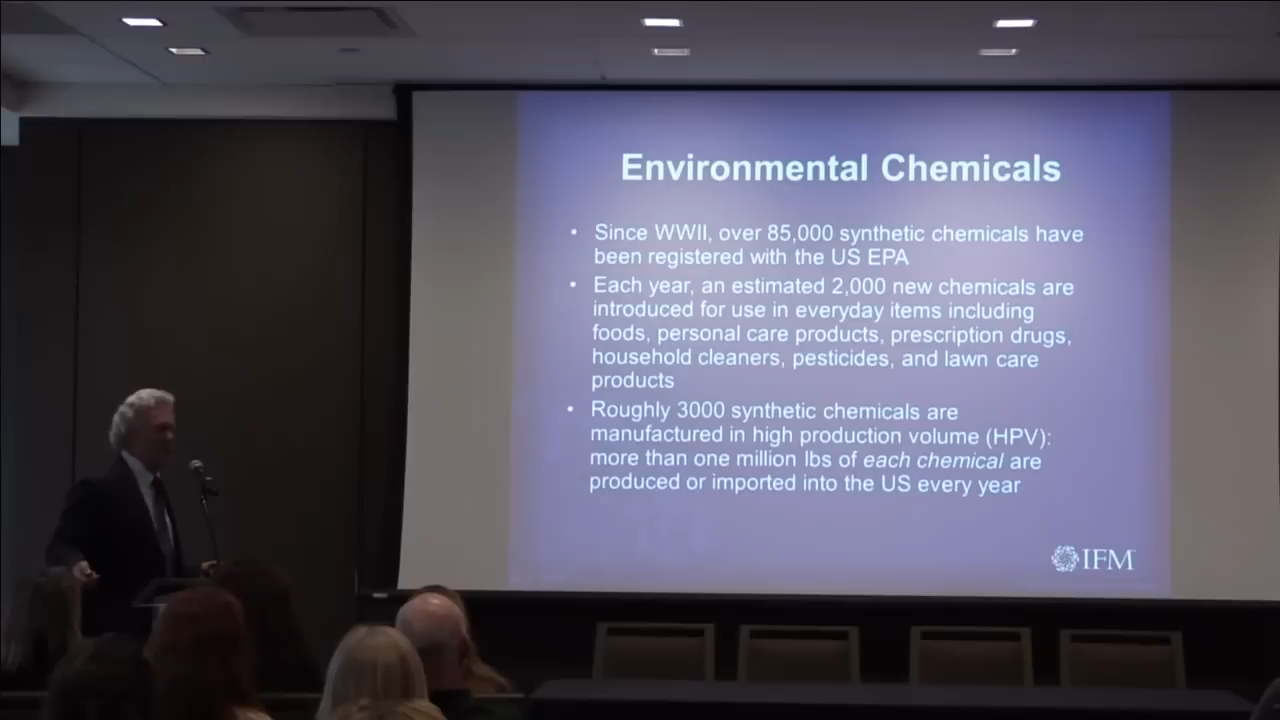 Environmental Chemicals
• Since WWII, over 85,000 synthetic chemicals have
been registered with the US EPA
• Each year, an estimated 2,000 new chemicals are
introduced for use in everyday items including
foods, personal care products, prescription drugs,
household cleaners, pesticides, and lawn care
products
• Roughly 3000 synthetic chemicals are
manufactured in high production volume (HPV):
more than one million lbs of each chemical are
produced or imported into the US every year
IFM